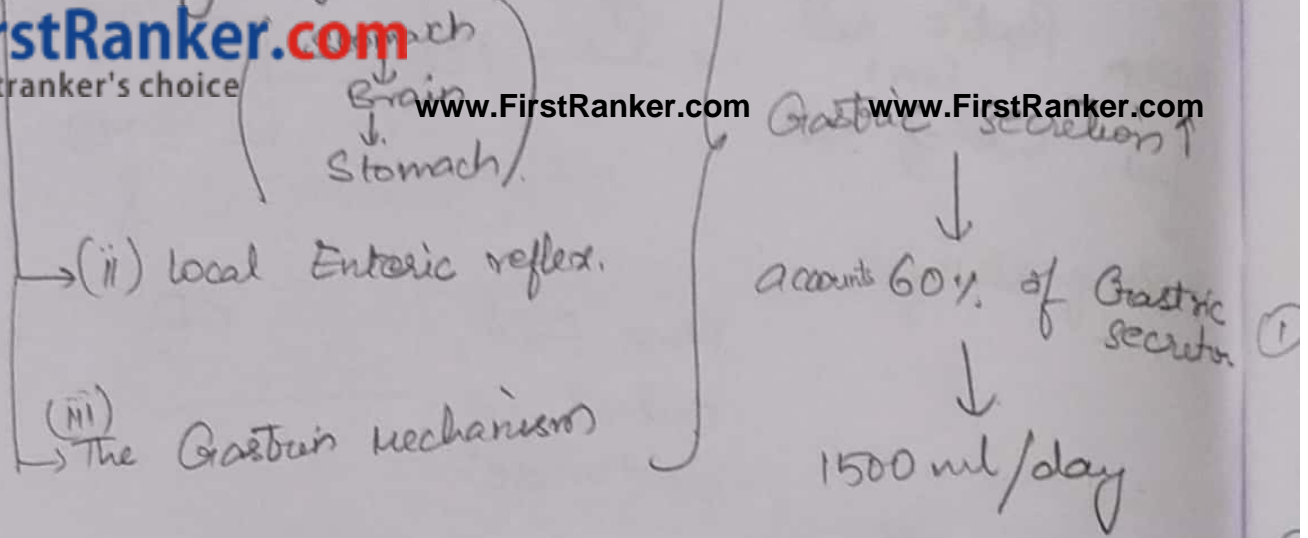 rstRanker.com
ranker's choice
www.FirstRanker.com
www.FirstRanker.com
Stomach
↓
Brain
↓
Stomach
→(ii) local Enteric reflex.
(iii)
→The Gastrin Mechanism
Gastric secretion ↑
↓
accounts 60% of Gastric
secretion
↓
1500 ml/day
①